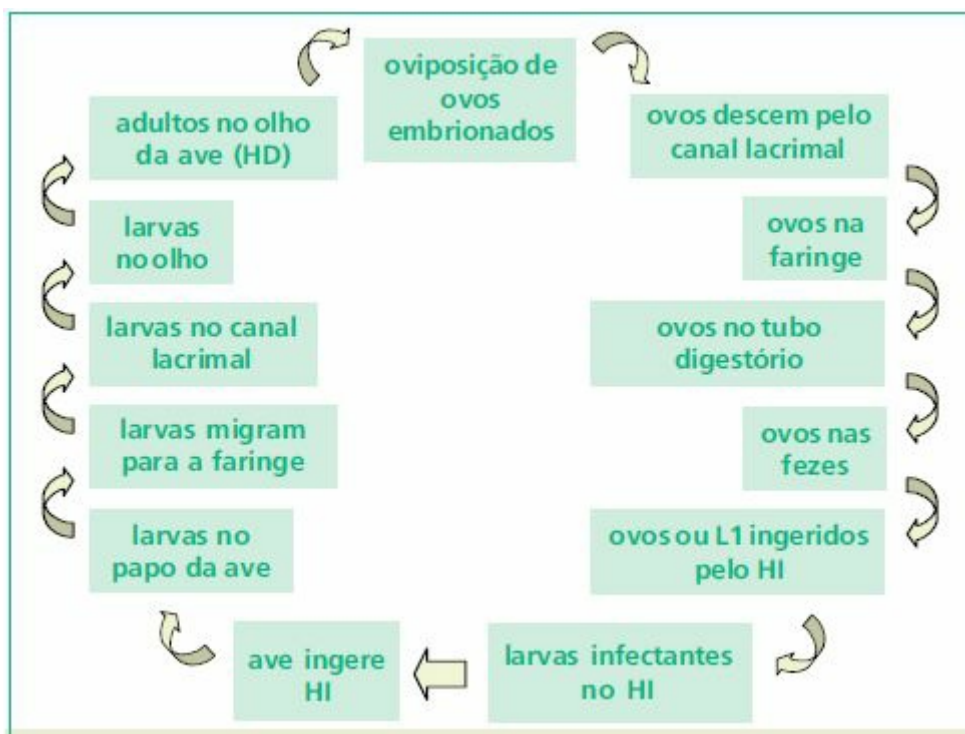 oviposição de
ovos
embrionados
ovos descem pelo
canal lacrimal
ovos na
faringe
ovos no tubo
digestório
ovos nas
fezes
ovos ou L1 ingeridos
pelo HI
larvas infectantes
no HI
ave ingere
HI
larvas no
papo da ave
larvas migram
para a faringe
larvas no canal
lacrimal
larvas
no olho
adultos no olho
da ave (HD)